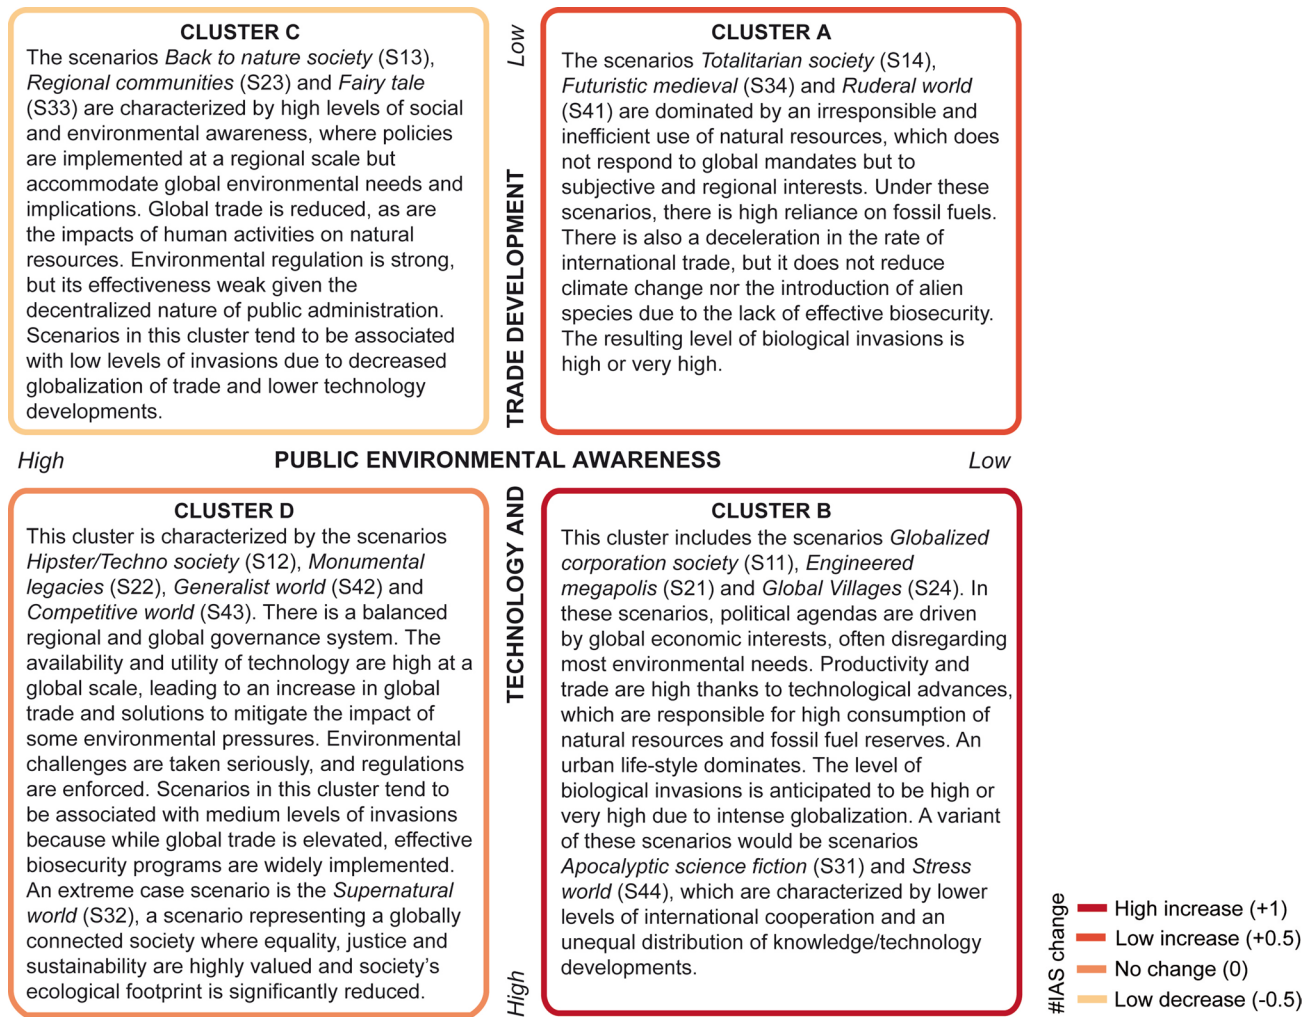 CLUSTER C
The scenarios Back to nature society (S13),
Regional communities (S23) and Fairy tale
(S33) are characterized by high levels of social
and environmental awareness, where policies
are implemented at a regional scale but
accommodate global environmental needs and
implications. Global trade is reduced, as are
the impacts of human activities on natural
resources. Environmental regulation is strong,
but its effectiveness weak given the
decentralized nature of public administration.
Scenarios in this cluster tend to be associated
with low levels of invasions due to decreased
globalization of trade and lower technology
developments.
Low
CLUSTER A
The scenarios Totalitarian society (S14),
Futuristic medieval (S34) and Ruderal world
(S41) are dominated by an irresponsible and
inefficient use of natural resources, which does
not respond to global mandates but to
subjective and regional interests. Under these
scenarios, there is high reliance on fossil fuels.
There is also a deceleration in the rate of
international trade, but it does not reduce
climate change nor the introduction of alien
species due to the lack of effective biosecurity.
The resulting level of biological invasions is
high or very high.
High
PUBLIC ENVIRONMENTAL AWARENESS
Low
CLUSTER D
This cluster is characterized by the scenarios
Hipster/Techno society (S12), Monumental
legacies (S22), Generalist world (S42) and
Competitive world (S43). There is a balanced
regional and global governance system. The
availability and utility of technology are high at a
global scale, leading to an increase in global
trade and solutions to mitigate the impact of
some environmental pressures. Environmental
challenges are taken seriously, and regulations
are enforced. Scenarios in this cluster tend to
be associated with medium levels of invasions
because while global trade is elevated, effective
biosecurity programs are widely implemented.
An extreme case scenario is the Supernatural
world (S32), a scenario representing a globally
connected society where equality, justice and
sustainability are highly valued and society’s
ecological footprint is significantly reduced.
TECHNOLOGY AND TRADE DEVELOPMENT
High
CLUSTER B
This cluster includes the scenarios Globalized
corporation society (S11), Engineered
megapolis (S21) and Global Villages (S24). In
these scenarios, political agendas are driven
by global economic interests, often disregarding
most environmental needs. Productivity and
trade are high thanks to technological advances,
which are responsible for high consumption of
natural resources and fossil fuel reserves. An
urban life-style dominates. The level of
biological invasions is anticipated to be high or
very high due to intense globalization. A variant
of these scenarios would be scenarios
Apocalyptic science fiction (S31) and Stress
world (S44), which are characterized by lower
levels of international cooperation and an
unequal distribution of knowledge/technology
developments.
#IAS change
High increase (+1)
Low increase (+0.5)
No change (0)
Low decrease (-0.5)